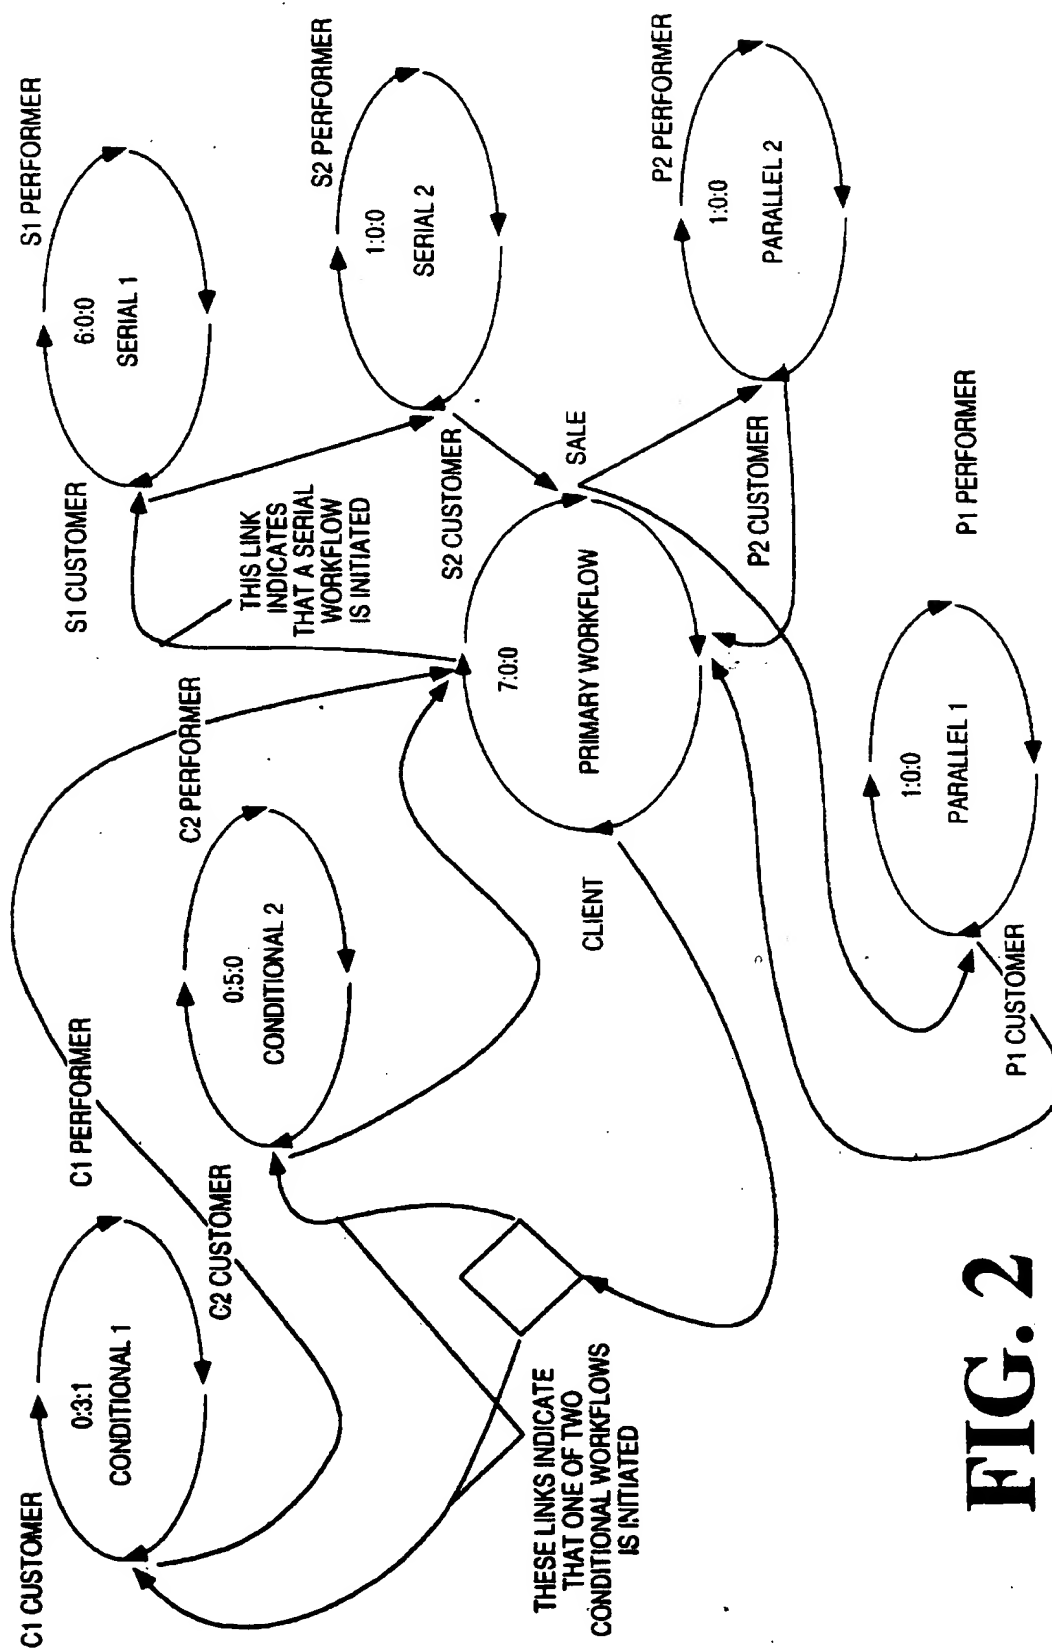 C1 CUSTOMER
0:3:1
CONDITIONAL 1
C1 PERFORMER
C2 CUSTOMER
0:5:0
CONDITIONAL 2
C2 PERFORMER
S1 CUSTOMER
6:0:0
SERIAL 1
S1 PERFORMER
THIS LINK
INDICATES
THAT A SERIAL
WORKFLOW
IS INITIATED
S2 CUSTOMER
1:0:0
SERIAL 2
S2 PERFORMER
THESE LINKS INDICATE
THAT ONE OF TWO
CONDITIONAL WORKFLOWS
IS INITIATED
CLIENT
7:0:0
PRIMARY WORKFLOW
SALE
P2 CUSTOMER
1:0:0
PARALLEL 2
P2 PERFORMER
P1 CUSTOMER
1:0:0
PARALLEL 1
P1 PERFORMER
FIG. 2